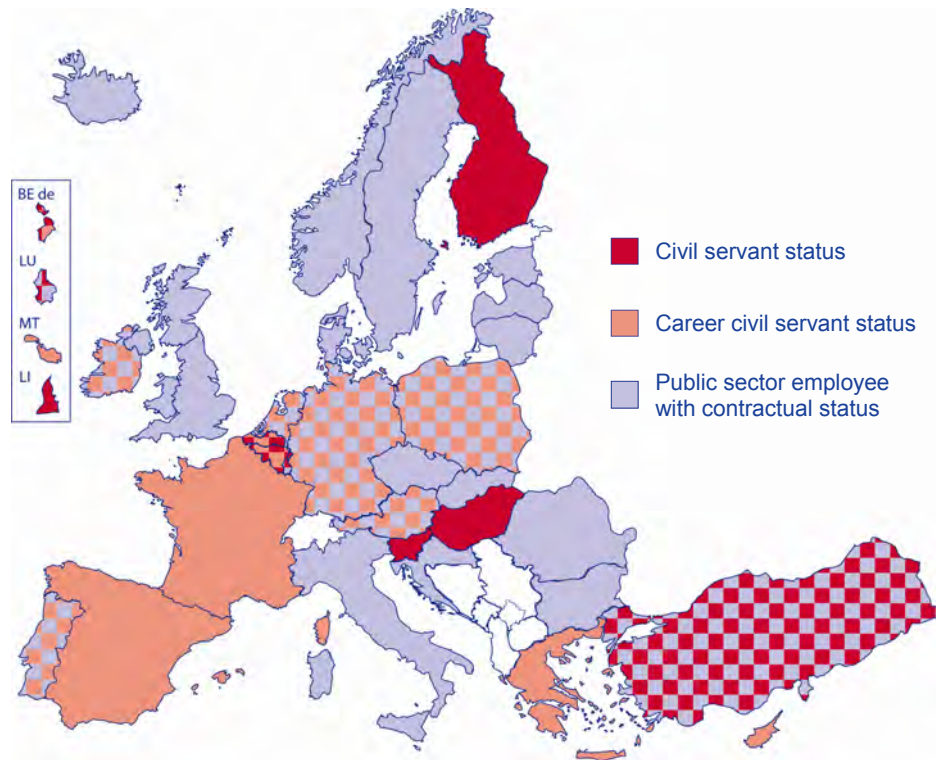 BE de
LU
MT
LI
Civil servant status
Career civil servant status
Public sector employee
with contractual status